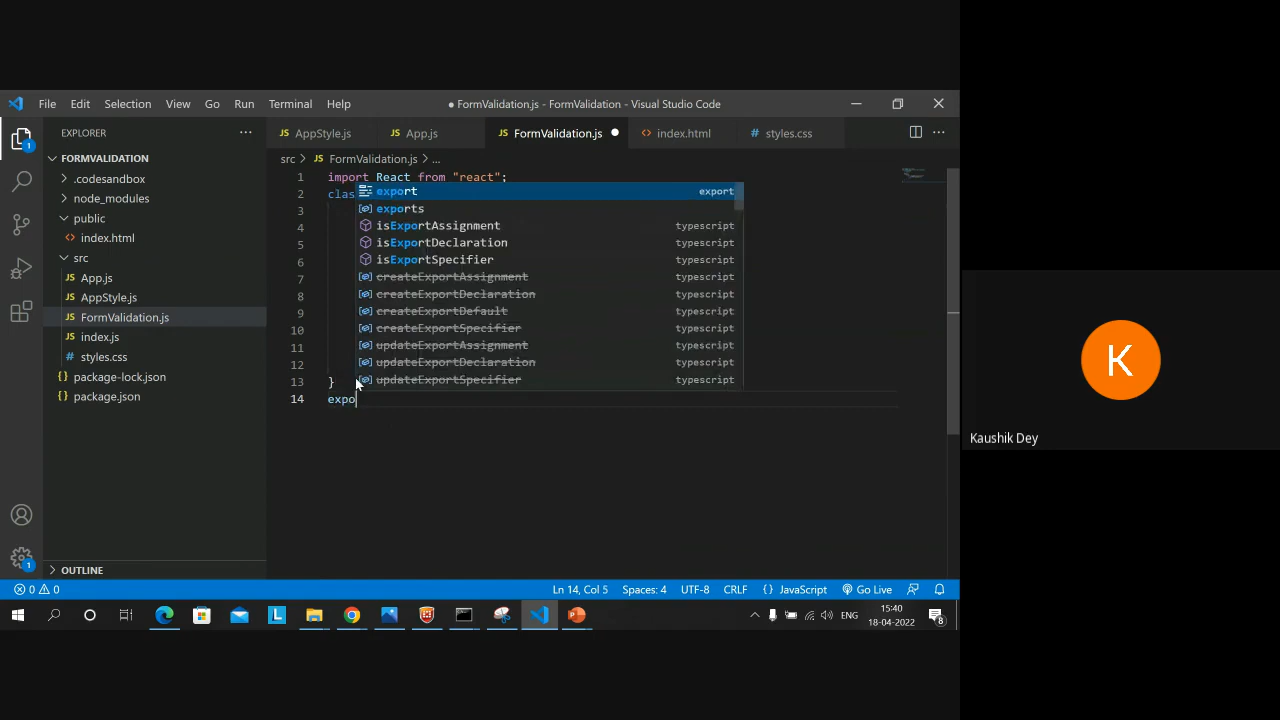 File Edit Selection View Go Run Terminal Help ● FormValidation.js - FormValidation - Visual Studio Code
EXPLORER
AppStyle.js App.js FormValidation.js index.html styles.css
FORMVALIDATION
.codesandbox
node_modules
public
index.html
src
App.js
AppStyle.js
FormValidation.js
index.js
styles.css
package-lock.json
package.json
OUTLINE
src > FormValidation.js > ...
1 import React from "react";
2 clas
3
4
5
6
7
8
9
10
11
12
13 }
14 expo
export export
exports
isExportAssignment typescript
isExportDeclaration typescript
isExportSpecifier typescript
createExportAssignment typescript
createExportDeclaration typescript
createExportDefault typescript
createExportSpecifier typescript
updateExportAssignment typescript
updateExportDeclaration typescript
updateExportSpecifier typescript
0 0 Ln 14, Col 5 Spaces: 4 UTF-8 CRLF {} JavaScript Go Live
ENG 15:40
18-04-2022
8
K
Kaushik Dey